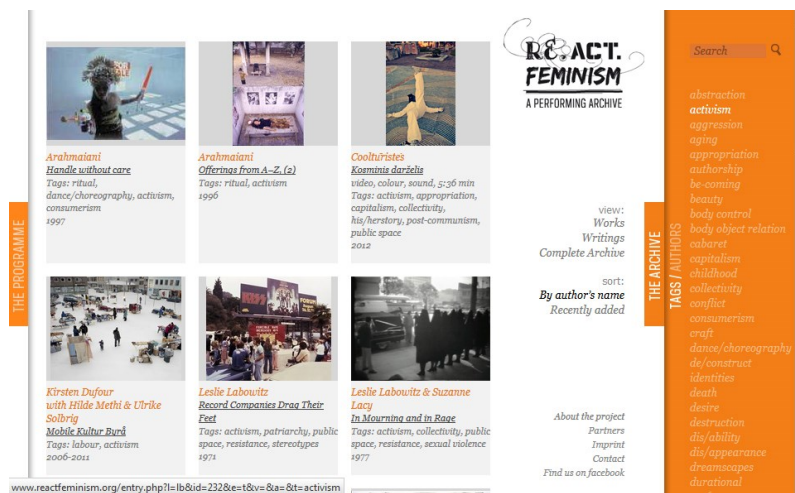 Arahmaiani
Handle without care
Tags: ritual,
dance/choreography, activism,
consumerism
1997
Arahmaiani
Offerings from A–Z, (2)
Tags: ritual, activism
1996
Cooltūristės
Kosminis darželis
video, colour, sound, 5:36 min
Tags: activism, appropriation,
capitalism, collectivity,
his/herstory, post-communism,
public space
2012
Kirsten Dufour
with Hilde Methi & Ulrike
Solbrig
Mobile Kultur Byrå
Tags: labour, activism
2006-2011
Leslie Labowitz
Record Companies Drag Their
Feet
Tags: activism, patriarchy, public
space, resistance, stereotypes
1971
Leslie Labowitz & Suzanne
Lacy
In Mourning and in Rage
Tags: activism, collectivity, public
space, resistance, sexual violence
1977
THE PROGRAMME
RE.ACT.
FEMINISM
A PERFORMING ARCHIVE
view:
Works
Writings
Complete Archive
sort:
By author's name
Recently added
About the project
Partners
Imprint
Contact
Find us on facebook
THE ARCHIVE
TAGS / AUTHORS
Search
abstraction
activism
aggression
aging
appropriation
authorship
be-coming
beauty
body control
body object relation
cabaret
capitalism
childhood
collectivity
conflict
consumerism
craft
dance/choreography
de/construct
identities
death
desire
destruction
dis/ability
dis/appearance
dreamscapes
durational
www.reactfeminism.org/entry.php?l=lb&id=232&e=t&v=&a=&t=activism